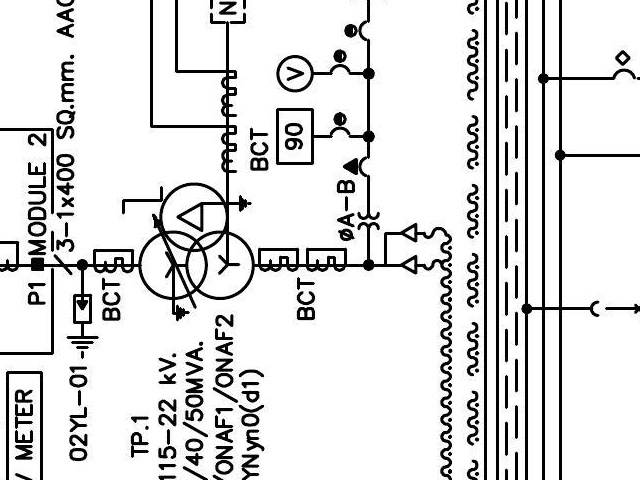 N
3-1x400 SQ.mm. AAC
MODULE 2
P1
BCT
BCT
BCT
V
90
øA-B
02YL-01
METER
TP.1
115-22 kV.
/40/50MVA.
/ONAF1/ONAF2
YNyn0(d1)